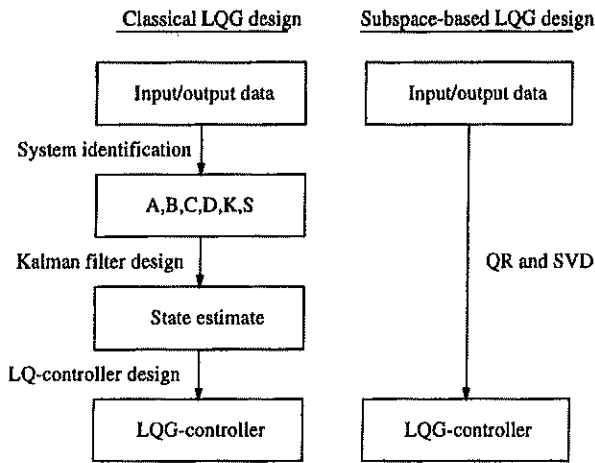 Classical LQG design
Subspace-based LQG design
Input/output data
Input/output data
System identification
A,B,C,D,K,S
Kalman filter design
QR and SVD
State estimate
LQ-controller design
LQG-controller
LQG-controller